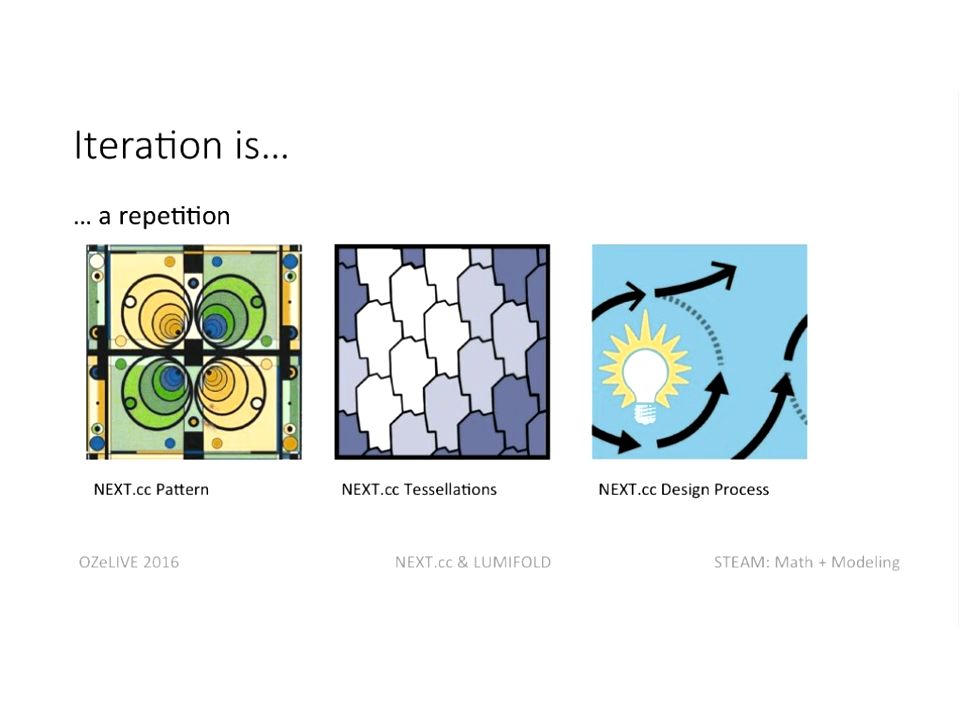 Iteration is...
... a repetition
NEXT.cc Pattern
NEXT.cc Tessellations
NEXT.cc Design Process
OZeLIVE 2016
NEXT.cc & LUMIFOLD
STEAM: Math + Modeling